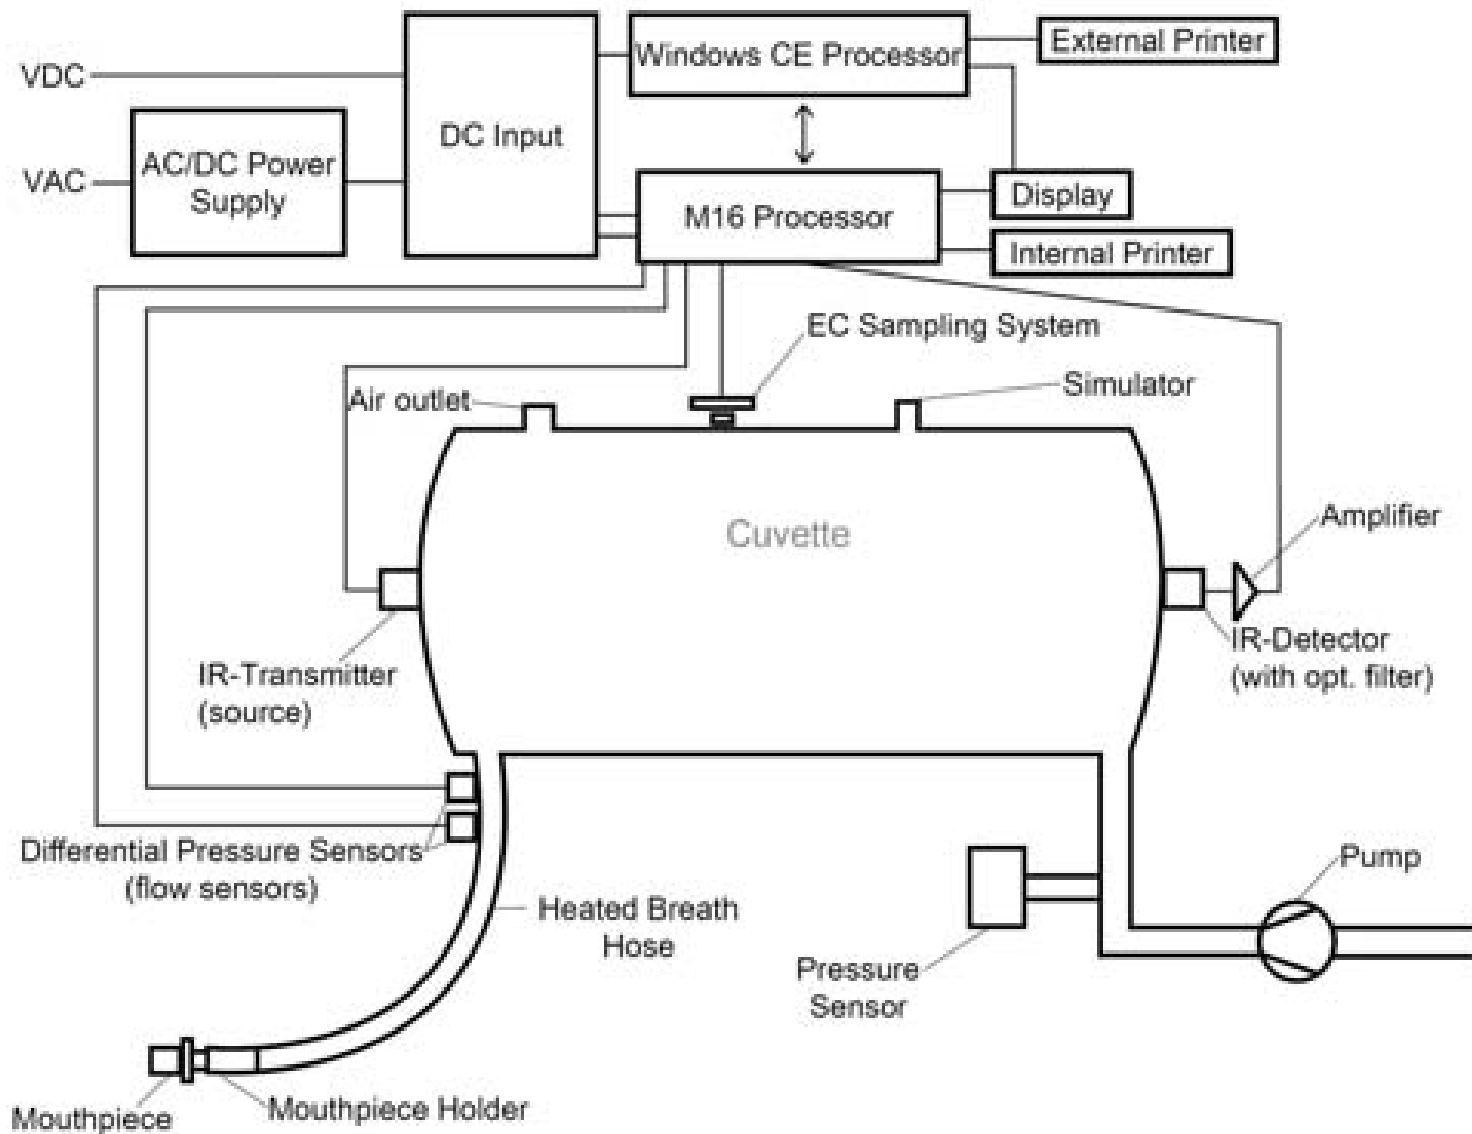 External Printer
Windows CE Processor
VDC
DC Input
AC/DC Power
Supply
VAC
Display
M16 Processor
Internal Printer
EC Sampling System
Simulator
Air outlet
Amplifier
Cuvette
IR-Detector
(with opt. filter)
IR-Transmitter
(source)
Differential Pressure Sensors
(flow sensors)
Pump
Heated Breath
Hose
Pressure
Sensor
Mouthpiece Holder
Mouthpiece